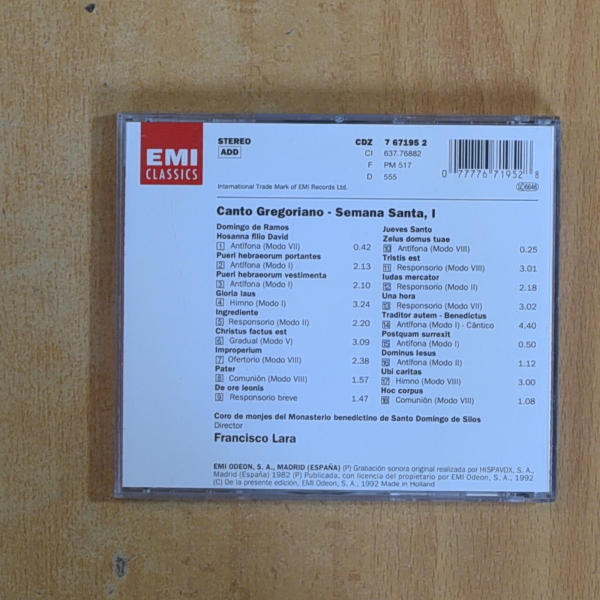 EMI
CLASSICS
STEREO
ADD
CDZ 7 67195 2
CI 637.76882
F PM 517
D 555
0 77776 71952 8
International Trade Mark of EMI Records Ltd.
Canto Gregoriano - Semana Santa, I
Domingo de Ramos
Hosanna filio David
1 Antífona (Modo VII) 0.42
Pueri hebraeorum portantes
2 Antífona (Modo I) 2.13
Pueri hebraeorum vestimenta
3 Antífona (Modo I) 2.10
Gloria laus
4 Himno (Modo I) 3.24
Ingrediente
5 Responsorio (Modo II) 2.20
Christus factus est
6 Gradual (Modo V) 3.09
Improperium
7 Ofertorio (Modo VIII) 2.38
Pater
8 Comunión (Modo VIII) 1.57
De ore leonis
9 Responsorio breve 1.47
Jueves Santo
Zelus domus tuae
10 Antífona (Modo VIII) 0.25
Tristis est
11 Responsorio (Modo VIII) 3.01
Iudas mercator
12 Responsorio (Modo II) 2.18
Una hora
13 Responsorio (Modo VII) 3.02
Traditor autem - Benedictus
14 Antífona (Modo I) - Cántico 4.40
Postquam surrexit
15 Antífona (Modo I) 0.50
Dominus Iesus
16 Antífona (Modo II) 1.12
Ubi caritas
17 Himno (Modo VIII) 3.00
Hoc corpus
18 Comunión (Modo VIII) 1.08
Coro de monjes del Monasterio benedictino de Santo Domingo de Silos
Director
Francisco Lara
EMI ODEON, S. A., MADRID (ESPAÑA) (P) Grabación sonora original realizada por HISPAVOX, S. A.,
Madrid (España) 1982 (P) Publicada, con licencia del propietario por EMI Odeon, S. A., 1992
(C) De la presente edición, EMI Odeon, S. A., 1992 Made in Holland